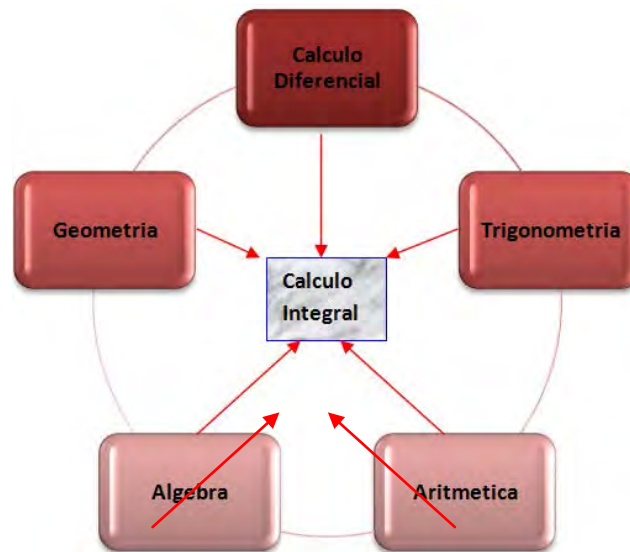 Calculo
Diferencial
Geometria
Trigonometria
Calculo
Integral
Algebra
Aritmetica